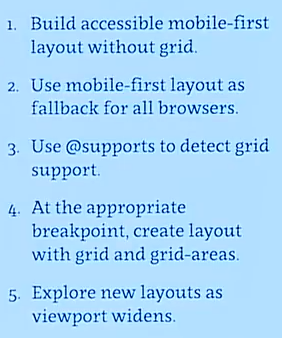 1. Build accessible mobile-first
layout without grid.
2. Use mobile-first layout as
fallback for all browsers.
3. Use @supports to detect grid
support.
4. At the appropriate
breakpoint, create layout
with grid and grid-areas.
5. Explore new layouts as
viewport widens.